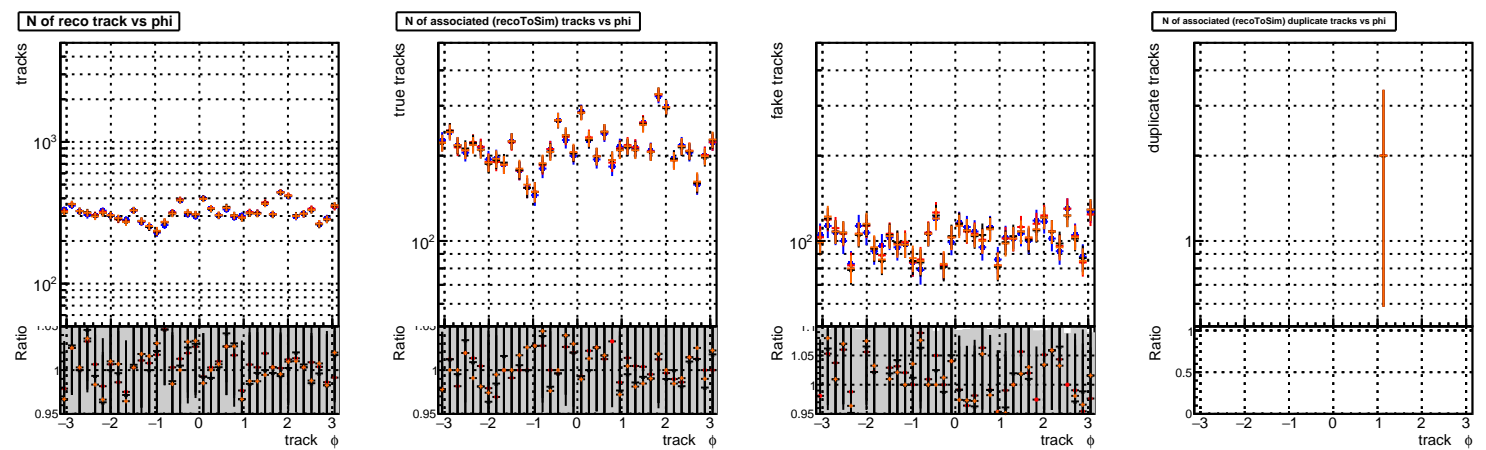 N of reco track vs phi
tracks
10³
10²
Ratio
1.05
1
0.95
−3 −2 −1 0 1 2 3
track φ
N of associated (recoToSim) tracks vs phi
true tracks
10²
Ratio
1.05
1
0.95
−3 −2 −1 0 1 2 3
track φ
fake tracks
10²
Ratio
1.1
1.05
1
0.95
−3 −2 −1 0 1 2 3
track φ
N of associated (recoToSim) duplicate tracks vs phi
duplicate tracks
1
Ratio
1
0.5
0
−3 −2 −1 0 1 2 3
track φ